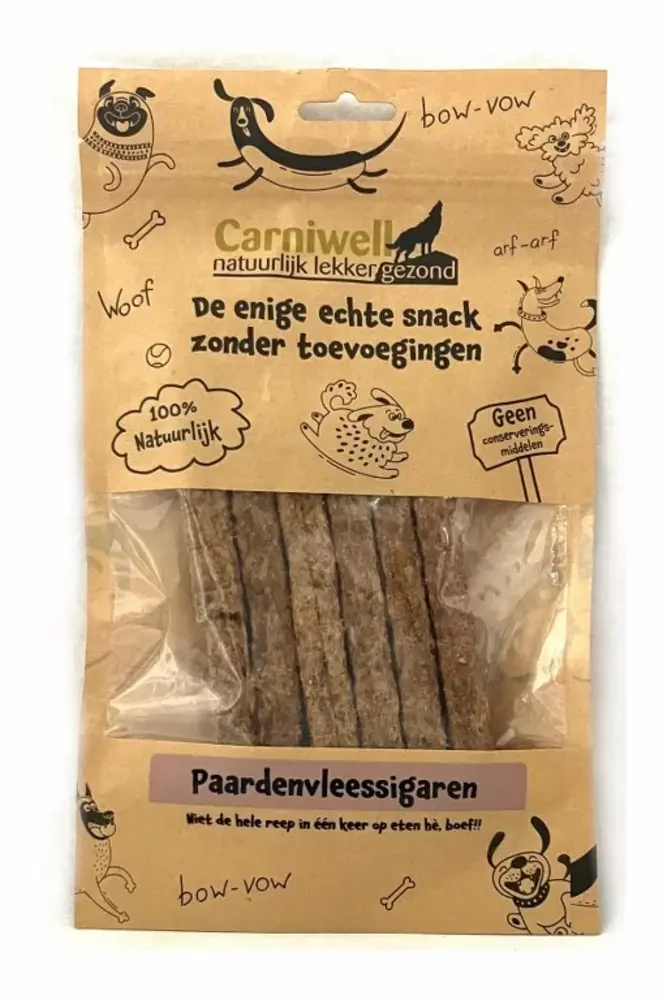 bow-vow
Carniwell
natuurlijk lekker gezond
arf-arf
Woof
De enige echte snack
zonder toevoegingen
100%
Natuurlijk
Geen
conserverings-
middelen
Paardenvleessigaren
Niet de hele reep in één keer op eten hè, boef!!
bow-vow